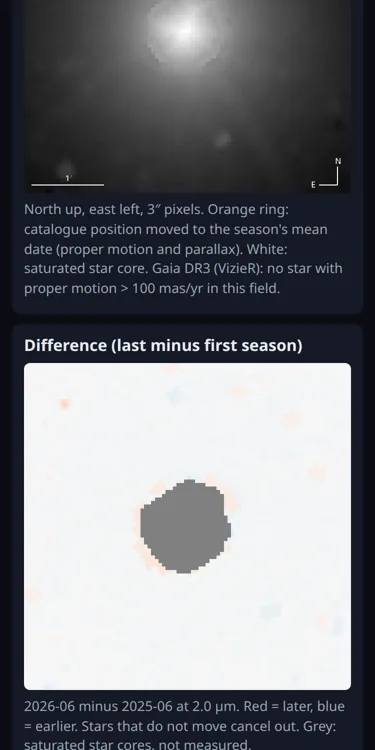 1′
N
E
North up, east left, 3″ pixels. Orange ring:
catalogue position moved to the season's mean
date (proper motion and parallax). White:
saturated star core. Gaia DR3 (VizieR): no star with
proper motion > 100 mas/yr in this field.
Difference (last minus first season)
2026-06 minus 2025-06 at 2.0 μm. Red = later, blue
= earlier. Stars that do not move cancel out. Grey:
saturated star cores, not measured.